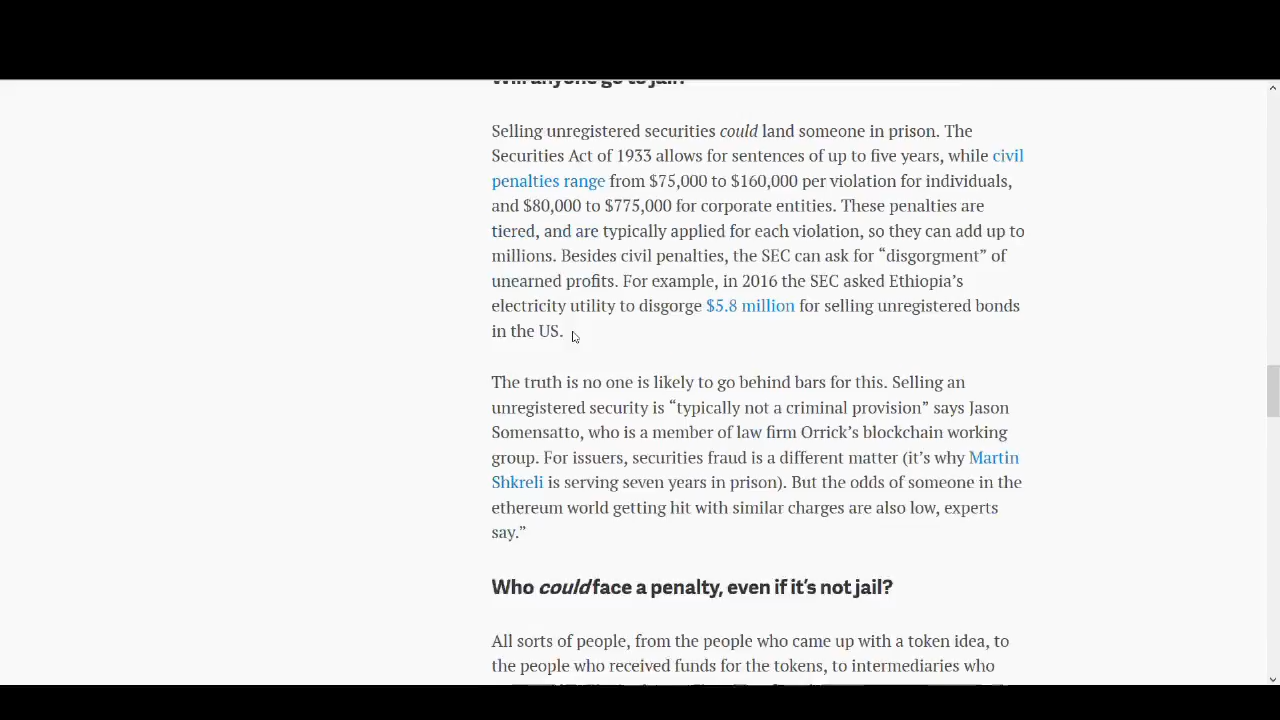 Will anyone go to jail?
Selling unregistered securities could land someone in prison. The
Securities Act of 1933 allows for sentences of up to five years, while civil
penalties range from $75,000 to $160,000 per violation for individuals,
and $80,000 to $775,000 for corporate entities. These penalties are
tiered, and are typically applied for each violation, so they can add up to
millions. Besides civil penalties, the SEC can ask for “disgorgment” of
unearned profits. For example, in 2016 the SEC asked Ethiopia’s
electricity utility to disgorge $5.8 million for selling unregistered bonds
in the US.
The truth is no one is likely to go behind bars for this. Selling an
unregistered security is “typically not a criminal provision” says Jason
Somensatto, who is a member of law firm Orrick’s blockchain working
group. For issuers, securities fraud is a different matter (it’s why Martin
Shkreli is serving seven years in prison). But the odds of someone in the
ethereum world getting hit with similar charges are also low, experts
say.”
Who could face a penalty, even if it’s not jail?
All sorts of people, from the people who came up with a token idea, to
the people who received funds for the tokens, to intermediaries who